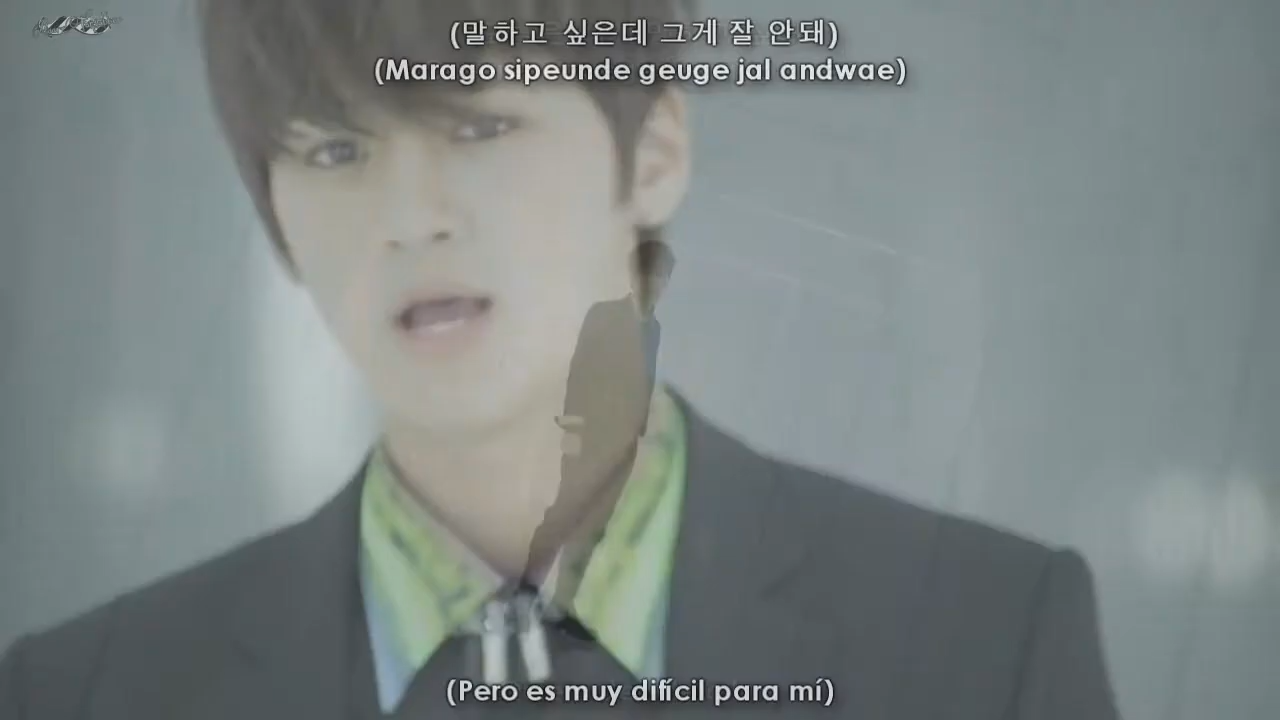 (말하고 싶은데 그게 잘 안돼)
(Marago sipeunde geuge jal andwae)
(Pero es muy difícil para mí)